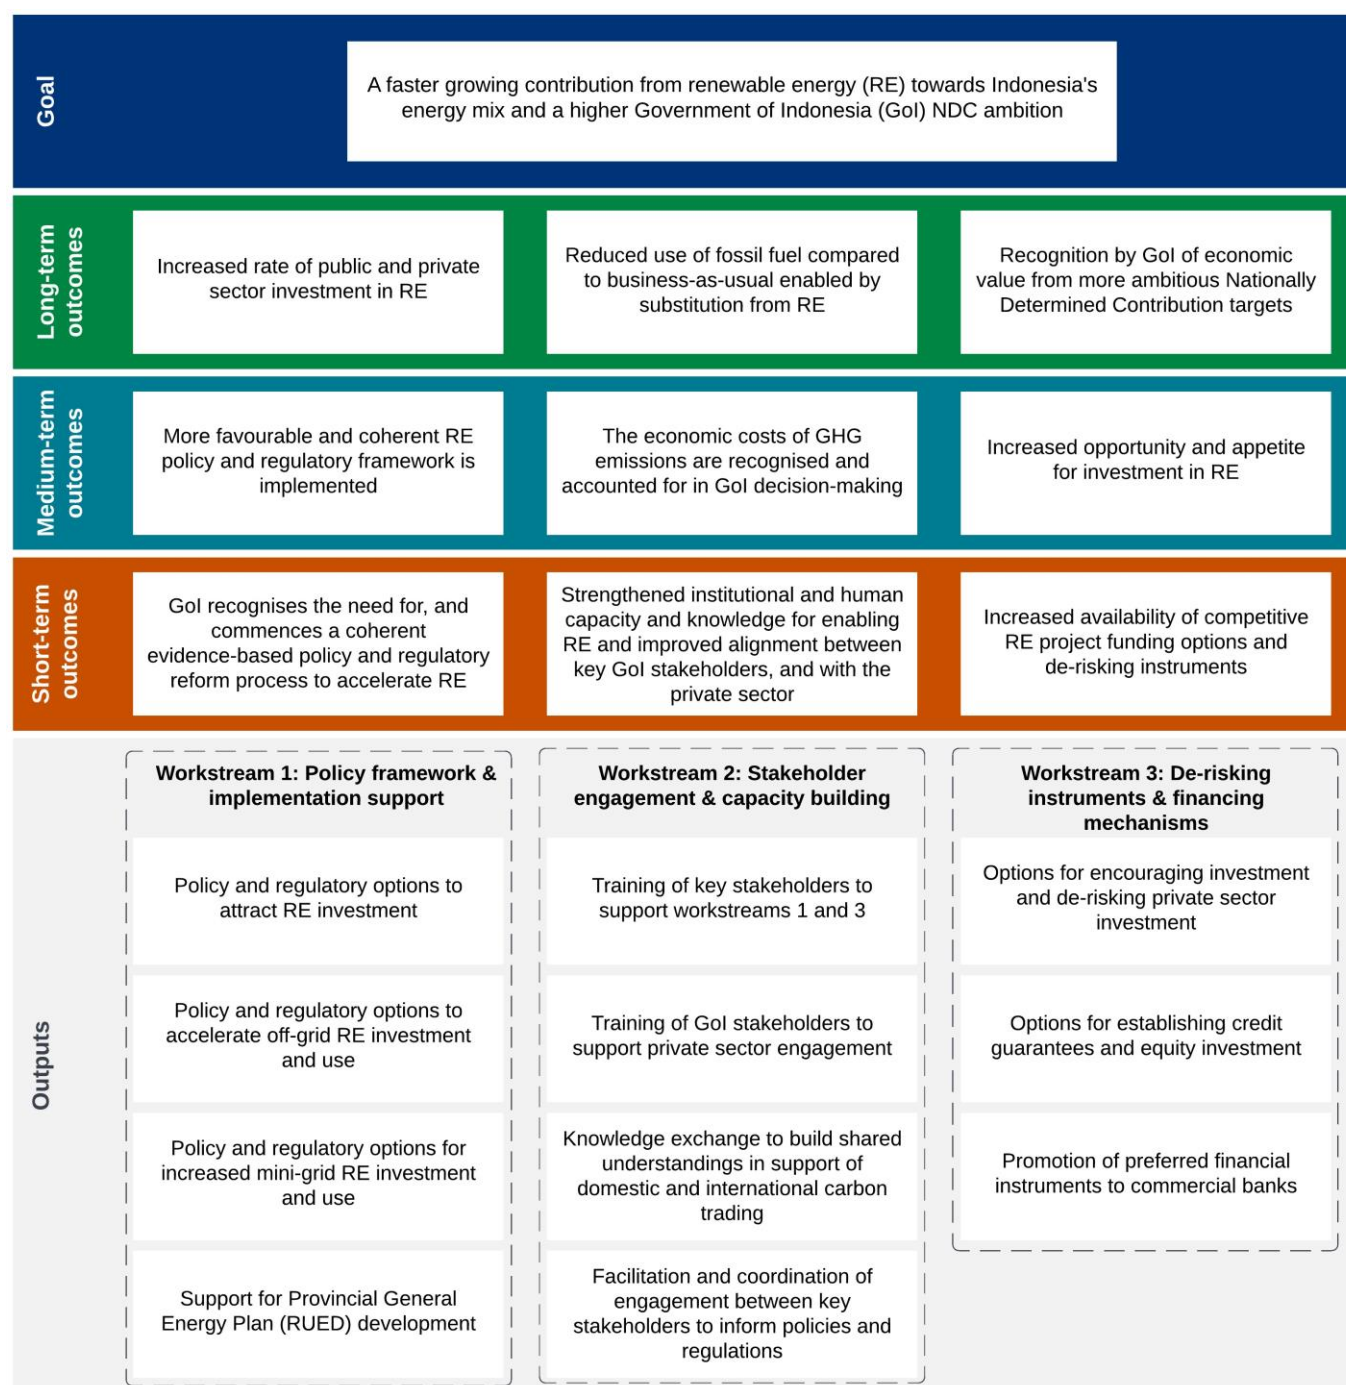 Goal
A faster growing contribution from renewable energy (RE) towards Indonesia's
energy mix and a higher Government of Indonesia (GoI) NDC ambition
Long-term
outcomes
Increased rate of public and private
sector investment in RE
Reduced use of fossil fuel compared
to business-as-usual enabled by
substitution from RE
Recognition by GoI of economic
value from more ambitious Nationally
Determined Contribution targets
Medium-term
outcomes
More favourable and coherent RE
policy and regulatory framework is
implemented
The economic costs of GHG
emissions are recognised and
accounted for in GoI decision-making
Increased opportunity and appetite
for investment in RE
Short-term
outcomes
GoI recognises the need for, and
commences a coherent
evidence-based policy and regulatory
reform process to accelerate RE
Strengthened institutional and human
capacity and knowledge for enabling
RE and improved alignment between
key GoI stakeholders, and with the
private sector
Increased availability of competitive
RE project funding options and
de-risking instruments
Outputs
Workstream 1: Policy framework &
implementation support
Policy and regulatory options to
attract RE investment
Policy and regulatory options to
accelerate off-grid RE investment
and use
Policy and regulatory options for
increased mini-grid RE investment
and use
Support for Provincial General
Energy Plan (RUED) development
Workstream 2: Stakeholder
engagement & capacity building
Training of key stakeholders to
support workstreams 1 and 3
Training of GoI stakeholders to
support private sector engagement
Knowledge exchange to build shared
understandings in support of
domestic and international carbon
trading
Facilitation and coordination of
engagement between key
stakeholders to inform policies and
regulations
Workstream 3: De-risking
instruments & financing
mechanisms
Options for encouraging investment
and de-risking private sector
investment
Options for establishing credit
guarantees and equity investment
Promotion of preferred financial
instruments to commercial banks